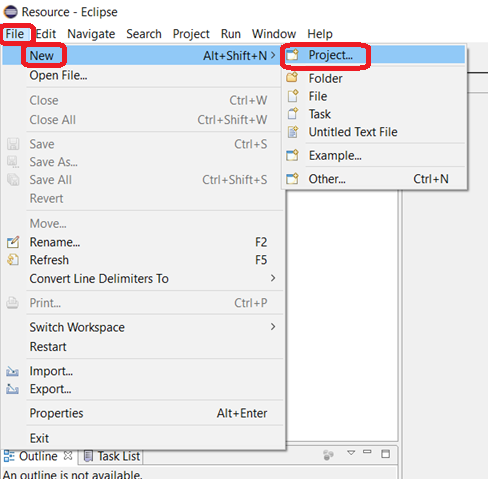 Resource - Eclipse
File Edit Navigate Search Project Run Window Help
New Alt+Shift+N >
Open File...
Close Ctrl+W
Close All Ctrl+Shift+W
Save Ctrl+S
Save As...
Save All Ctrl+Shift+S
Revert
Move...
Rename... F2
Refresh F5
Convert Line Delimiters To >
Print... Ctrl+P
Switch Workspace >
Restart
Import...
Export...
Properties Alt+Enter
Exit
Project...
Folder
File
Task
Untitled Text File
Example...
Other... Ctrl+N
Outline Task List
An outline is not available.